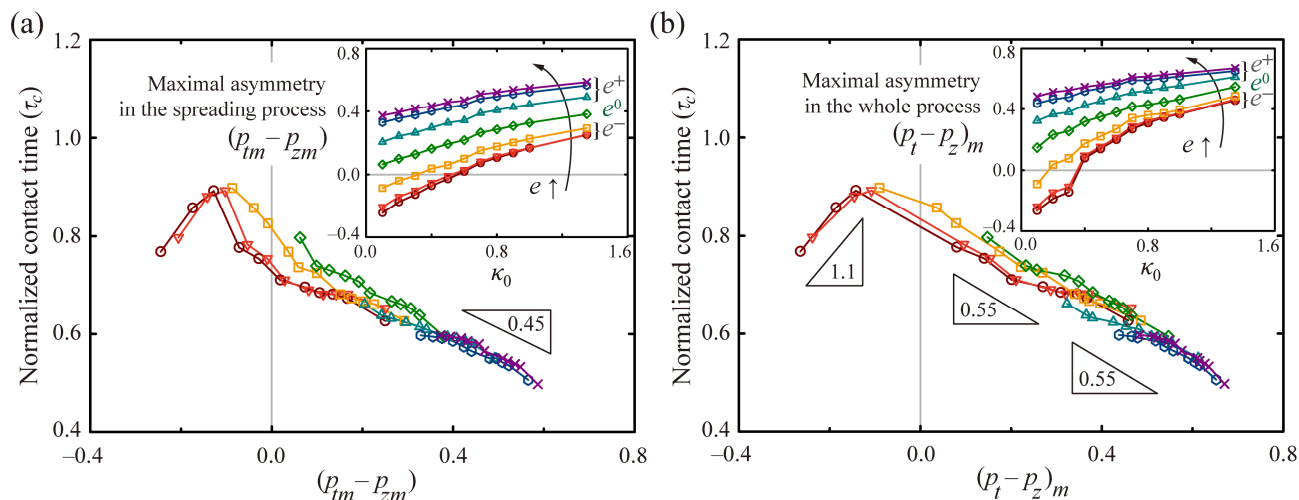 (a)
1.2
1.0
0.8
0.6
0.4
Normalized contact time (τc)
−0.4
0.0
0.4
0.8
(ptm − pzm)
Maximal asymmetry
in the spreading process
(ptm − pzm)
0.45
0.8
0.4
0.0
−0.4
0.0
0.8
1.6
κ0
e+
e0
e−
e ↑
(b)
1.2
1.0
0.8
0.6
0.4
Normalized contact time (τc)
−0.4
0.0
0.4
0.8
(pt − pz)m
Maximal asymmetry
in the whole process
(pt − pz)m
1.1
0.55
0.55
0.8
0.4
0.0
−0.4
0.0
0.8
1.6
κ0
e+
e0
e−
e ↑